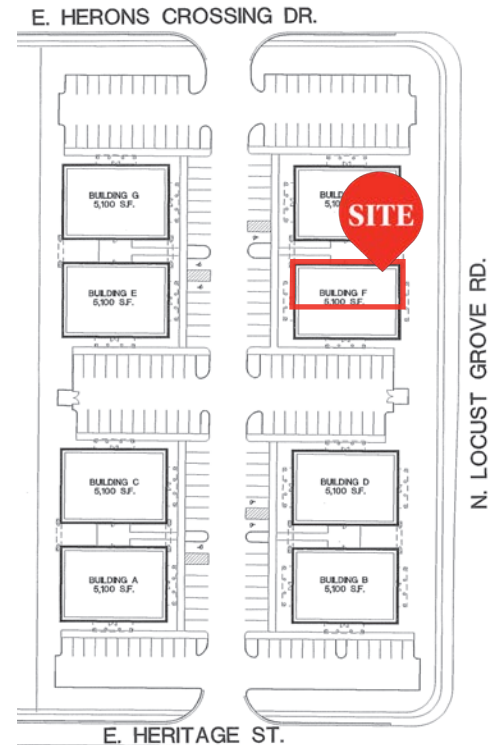 E. HERONS CROSSING DR.
BUILDING G
5,100 S.F.
SITE
BUILDING E
5,100 S.F.
BUILDING F
5,100 S.F.
N. LOCUST GROVE RD.
BUILDING C
5,100 S.F.
BUILDING D
5,100 S.F.
BUILDING A
5,100 S.F.
BUILDING B
5,100 S.F.
E. HERITAGE ST.